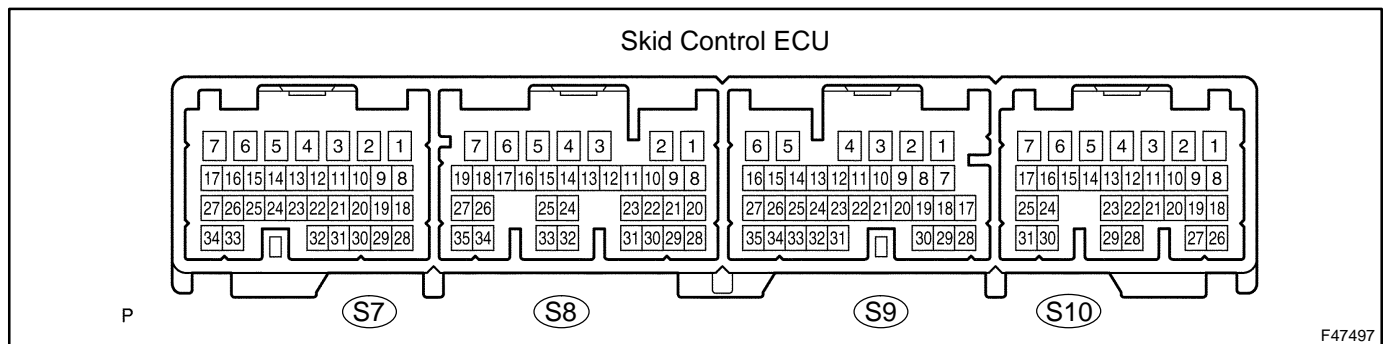 Skid Control ECU
7 6 5 4 3 2 1 7 6 5 4 3 2 1 6 5 4 3 2 1 7 6 5 4 3 2 1
17 16 15 14 13 12 11 10 9 8 19 18 17 16 15 14 13 12 11 10 9 8 16 15 14 13 12 11 10 9 8 7 17 16 15 14 13 12 11 10 9 8
27 26 25 24 23 22 21 20 19 18 27 26 25 24 23 22 21 20 27 26 25 24 23 22 21 20 19 18 17 25 24 23 22 21 20 19 18
34 33 32 31 30 29 28 35 34 33 32 31 30 29 28 35 34 33 32 31 30 29 28 31 30 29 28 27 26
P S7 S8 S9 S10
F47497